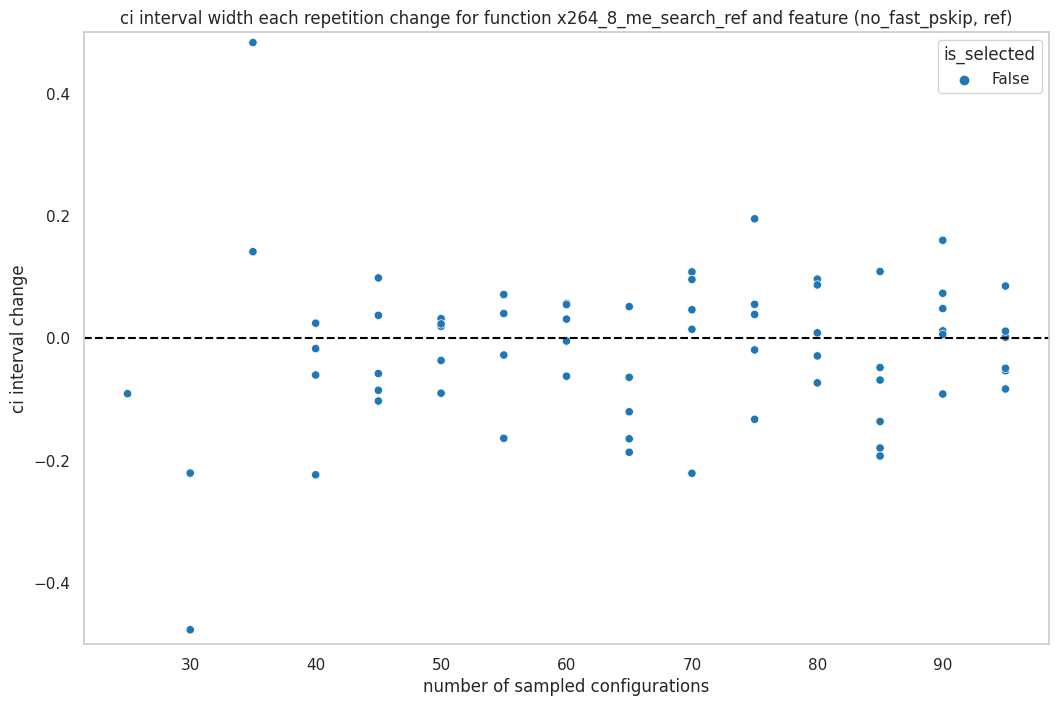 ci interval width each repetition change for function x264_8_me_search_ref and feature (no_fast_pskip, ref)
is_selected
False
0.4
0.2
0.0
−0.2
−0.4
ci interval change
30 40 50 60 70 80 90
number of sampled configurations